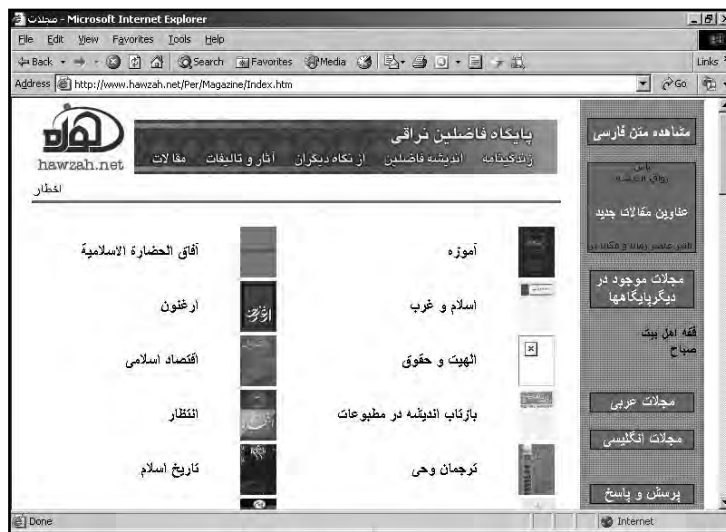 مجلات - Microsoft Internet Explorer
File Edit View Favorites Tools Help
Back Search Favorites Media Links
Address http://www.hawzah.net/Per/Magazine/Index.htm Go
hawzah.net
پایگاه فاضلین نراقی
زندگینامه اندیشه فاضلین از نگاه دیگران آثار و تالیفات مقالات
اخطار
آموزه
آفاق الحضارة الاسلامية
اسلام و غرب
ارغنون
الهیت و حقوق
اقتصاد اسلامی
بازتاب اندیشه در مطبوعات
انتظار
ترجمان وحی
تاریخ اسلام
مشاهده متن فارسی
عناوین مقالات جدید
مجلات موجود در
دیگرپایگاهها
فقه اهل بیت
صباح
مجلات عربی
مجلات انگلیسی
پرسش و پاسخ
Done Internet